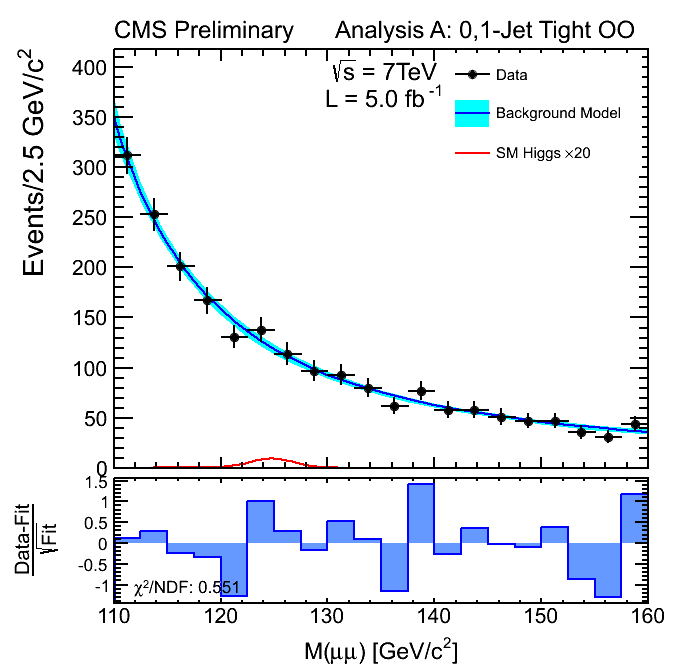 CMS Preliminary
Analysis A: 0,1-Jet Tight OO
√s = 7TeV
L = 5.0 fb⁻¹
Data
Background Model
SM Higgs ×20
Events/2.5 GeV/c²
400
350
300
250
200
150
100
50
0
Data-Fit
√Fit
1.5
1
0.5
0
-0.5
-1
χ²/NDF: 0.551
110
120
130
140
150
160
M(μμ) [GeV/c²]